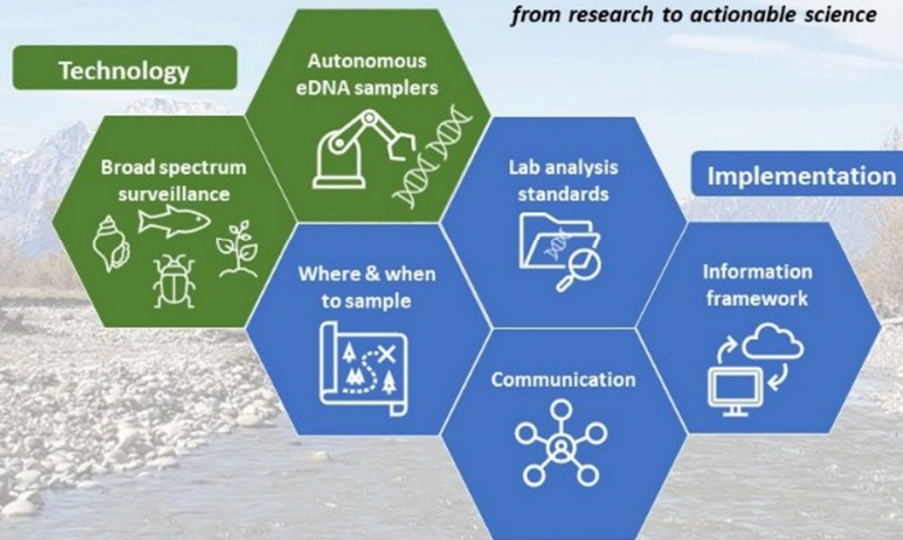 from research to actionable science
Technology
Autonomous
eDNA samplers
Broad spectrum
surveillance
Lab analysis
standards
Implementation
Where & when
to sample
Information
framework
Communication